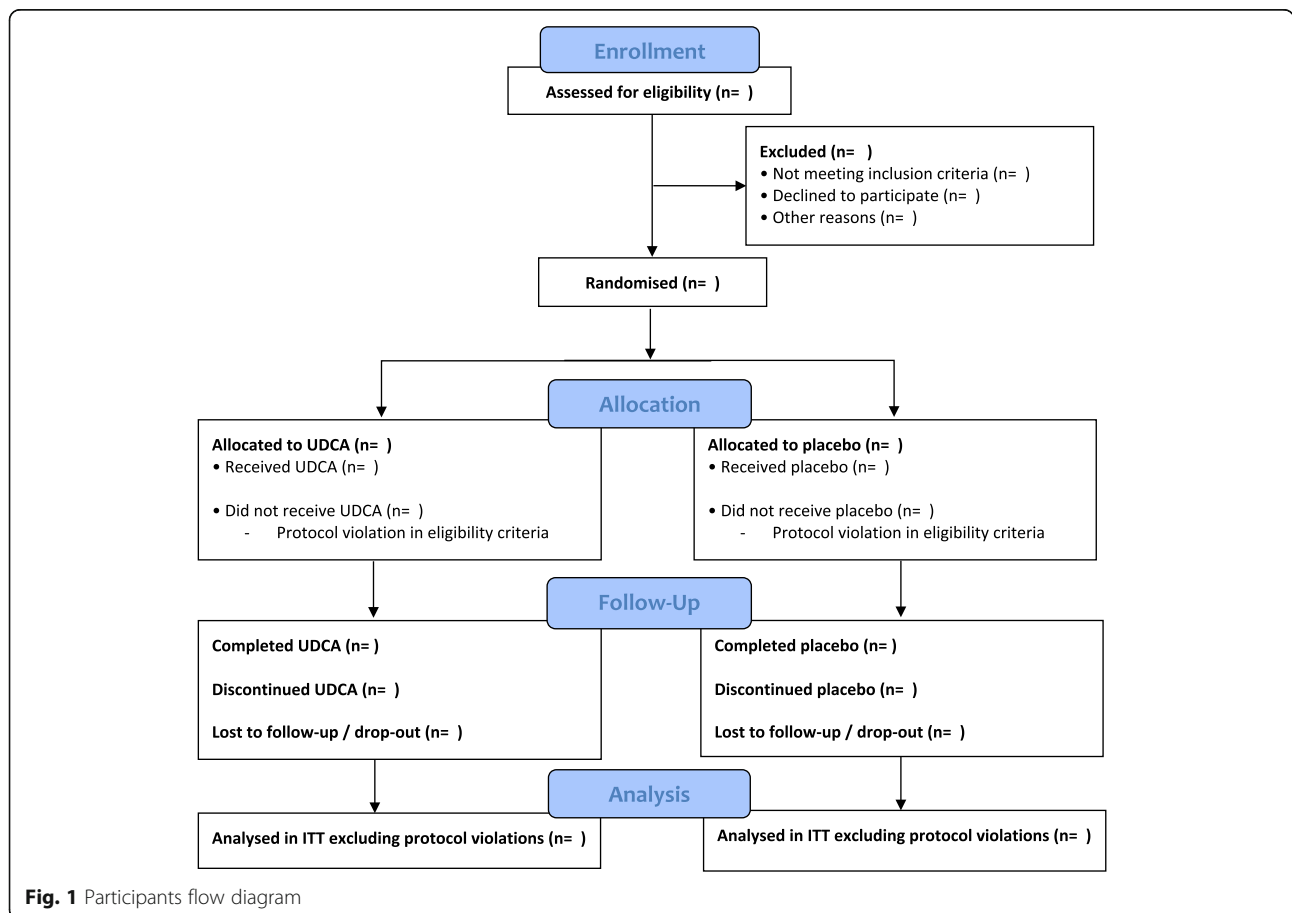 Enrollment
Assessed for eligibility (n=  )
Excluded (n=   )
• Not meeting inclusion criteria (n=  )
• Declined to participate (n=  )
• Other reasons (n=  )
Randomised (n=  )
Allocation
Allocated to UDCA (n=  )
• Received UDCA (n=  )
• Did not receive UDCA (n=  )
- Protocol violation in eligibility criteria
Allocated to placebo (n=  )
• Received placebo (n=  )
• Did not receive placebo (n=  )
- Protocol violation in eligibility criteria
Follow-Up
Completed UDCA (n= )
Discontinued UDCA (n=  )
Lost to follow-up / drop-out (n=  )
Completed placebo (n= )
Discontinued placebo (n=  )
Lost to follow-up / drop-out (n=  )
Analysis
Analysed in ITT excluding protocol violations (n=  )
Analysed in ITT excluding protocol violations (n=  )
Fig. 1 Participants flow diagram